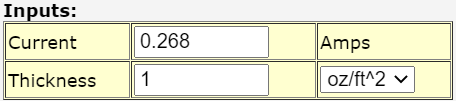 Inputs:
Current 0.268 Amps
Thickness 1 oz/ft^2